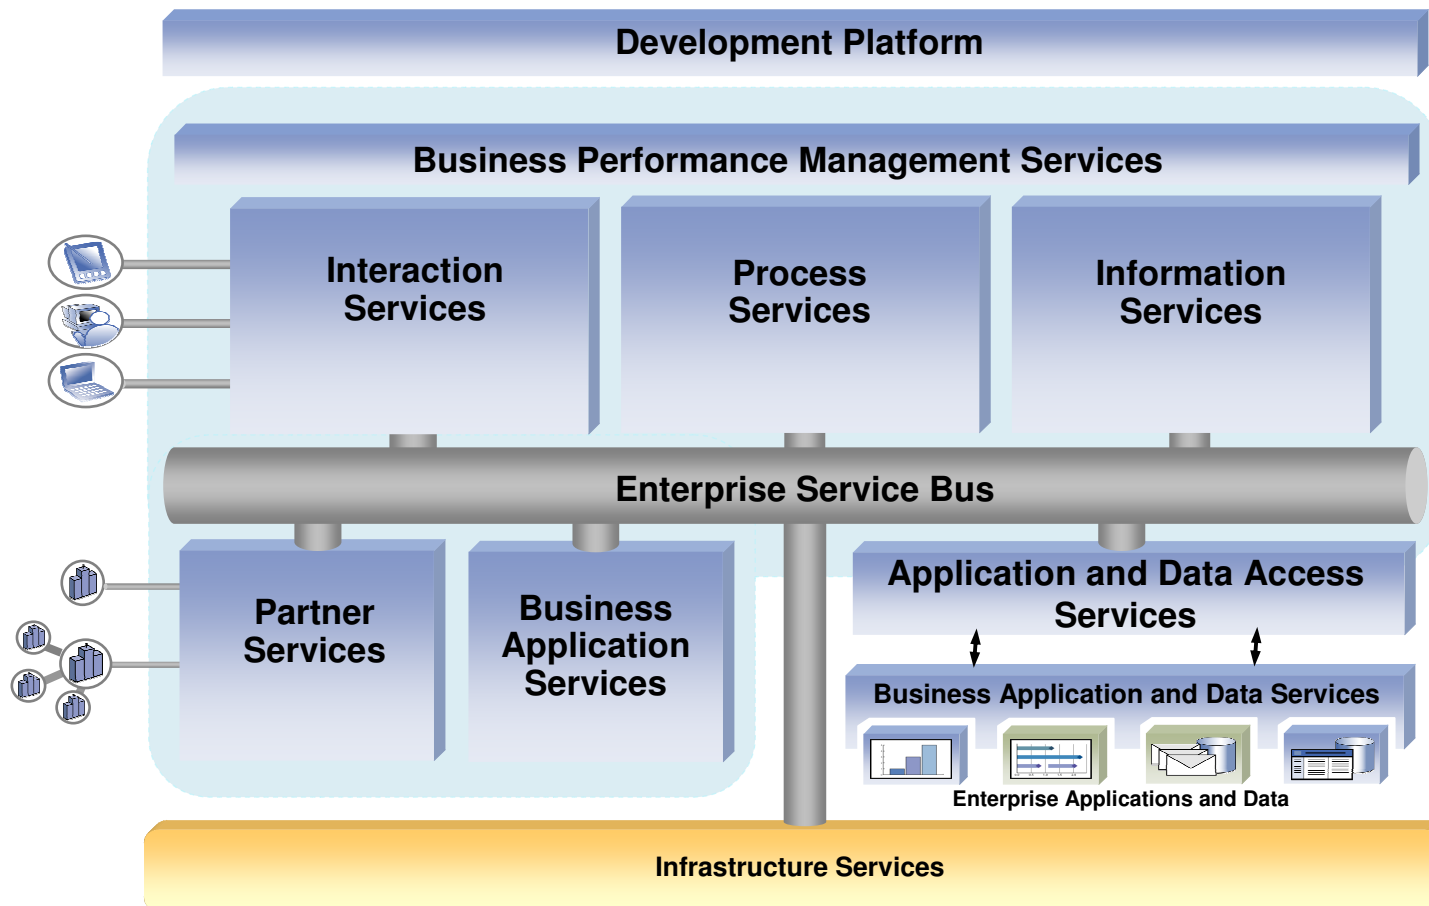 Development Platform
Business Performance Management Services
Interaction
Services
Process
Services
Information
Services
Enterprise Service Bus
Partner
Services
Business
Application
Services
Application and Data Access
Services
Business Application and Data Services
Enterprise Applications and Data
Infrastructure Services